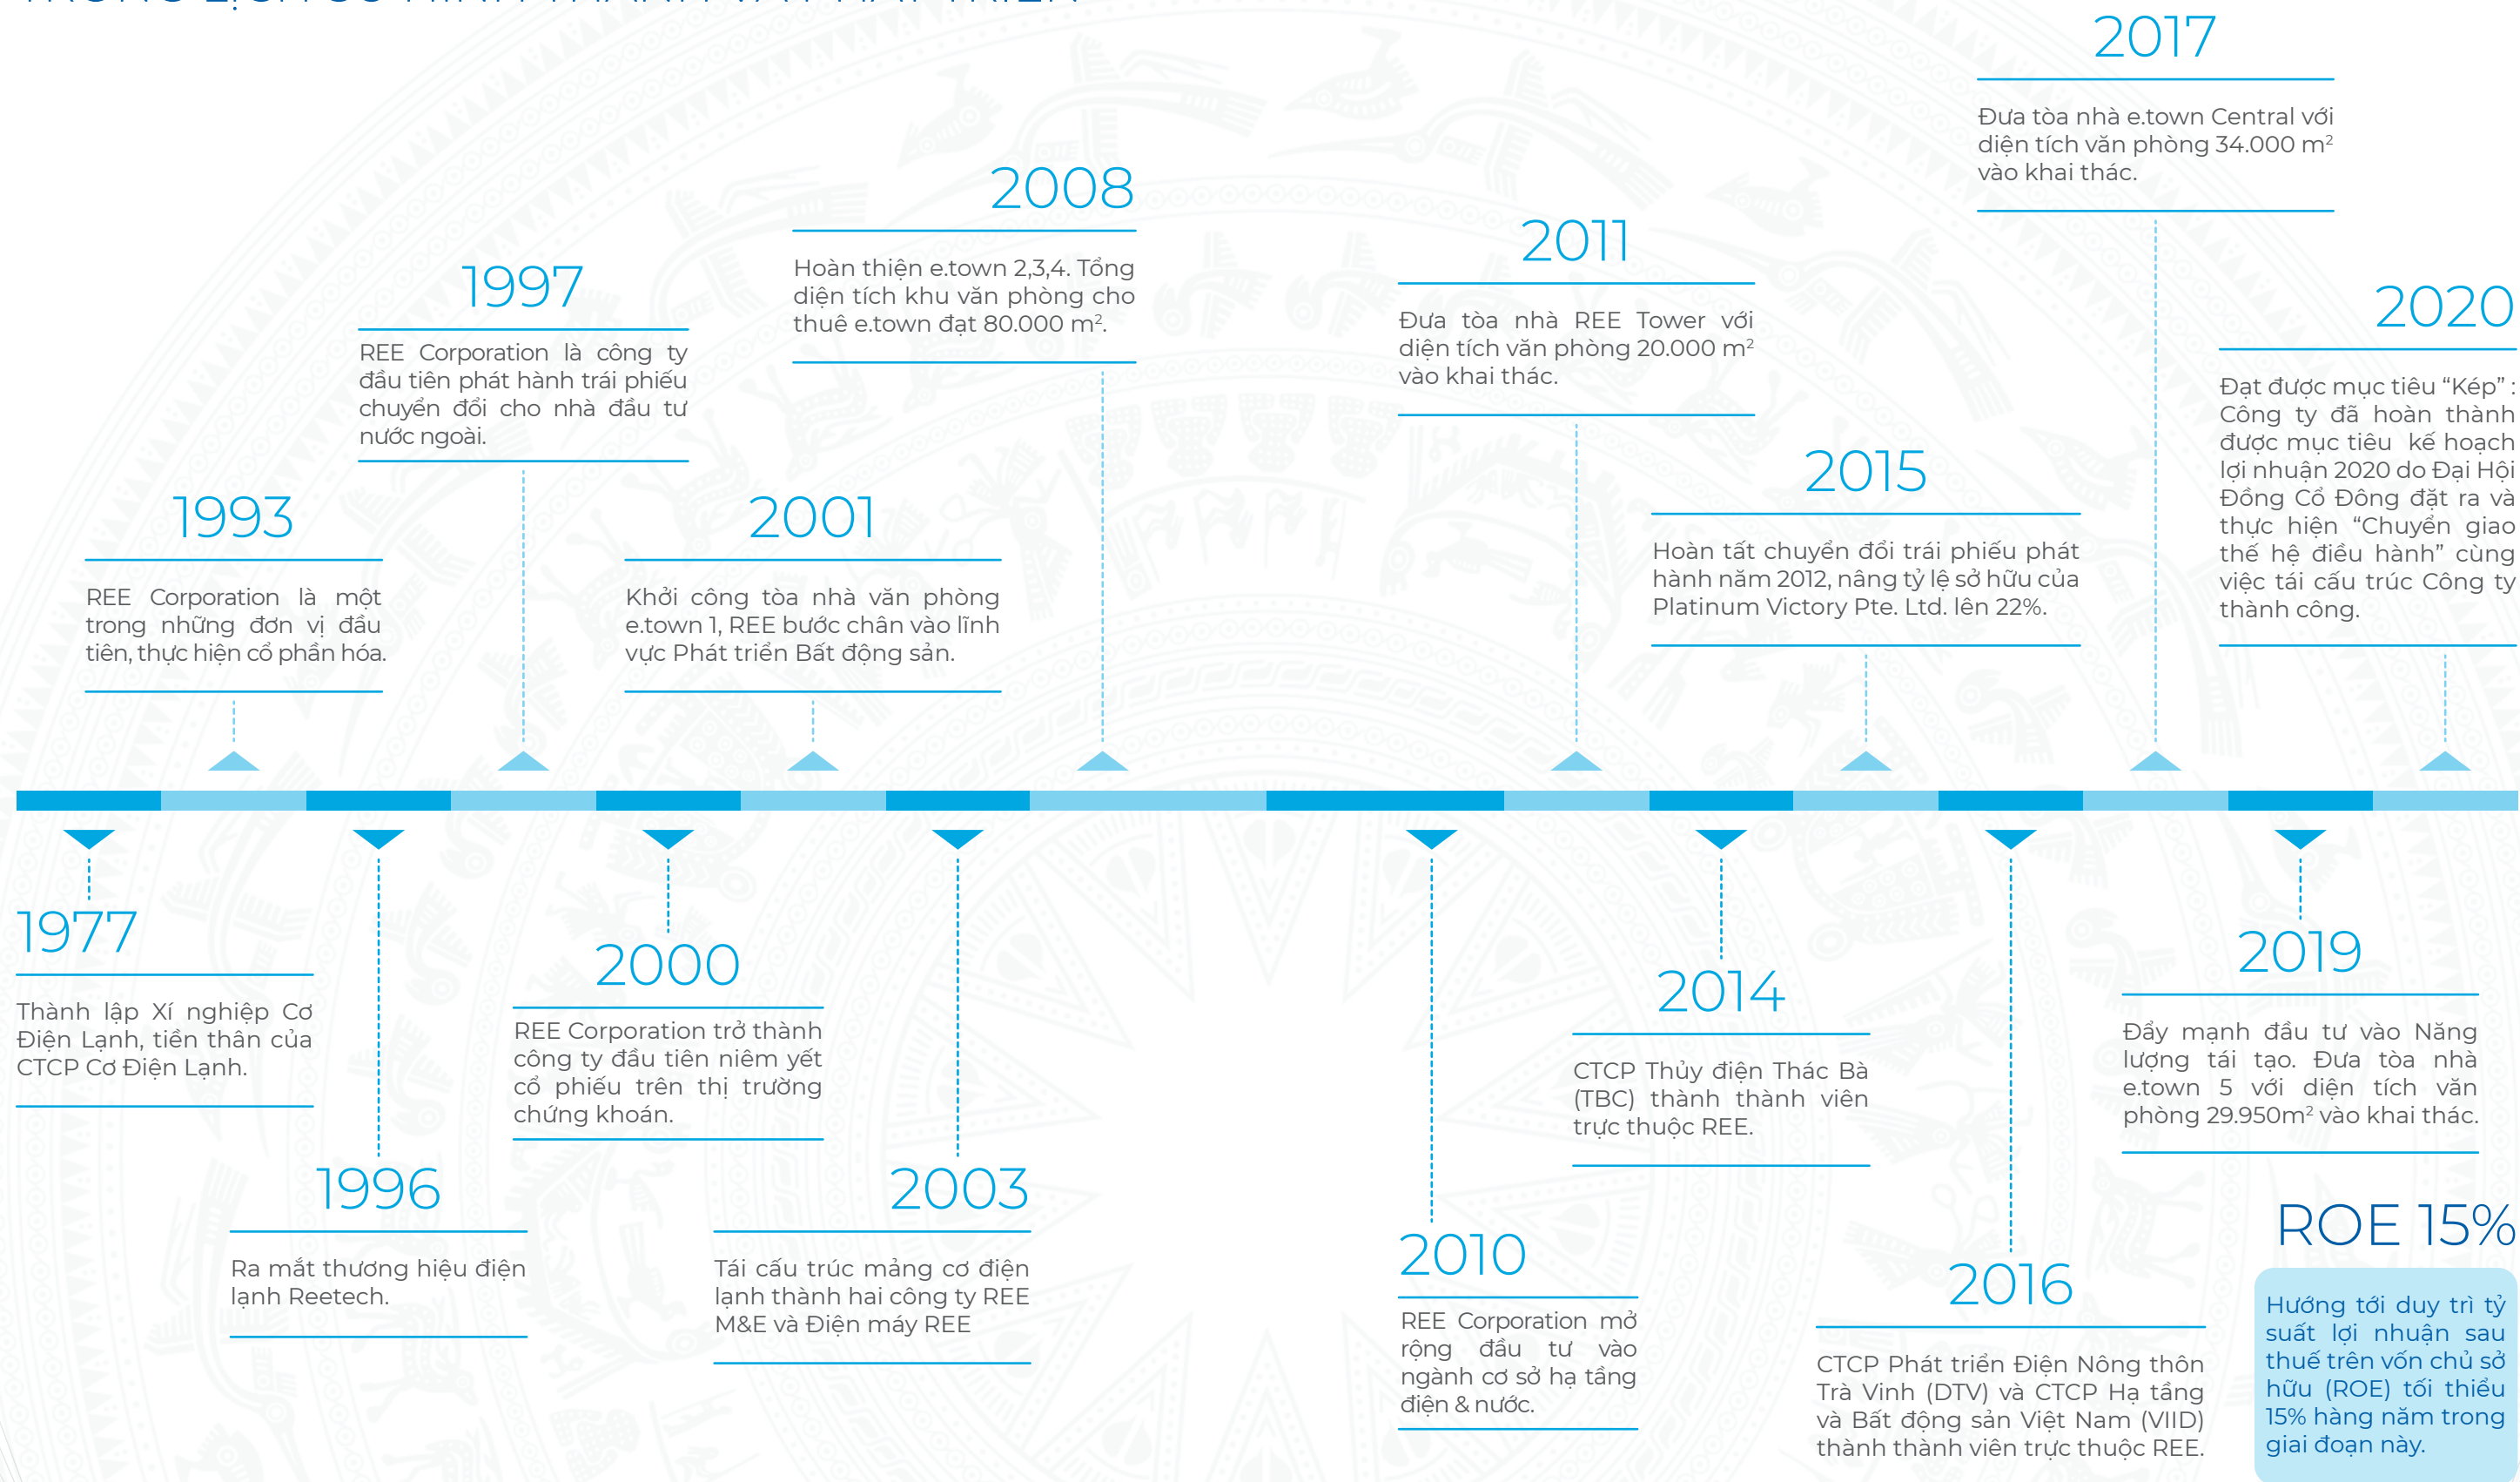 2017
Đưa tòa nhà e.town Central với
diện tích văn phòng 34.000 m²
vào khai thác.
2008
Hoàn thiện e.town 2,3,4. Tổng
diện tích khu văn phòng cho
thuê e.town đạt 80.000 m².
2011
Đưa tòa nhà REE Tower với
diện tích văn phòng 20.000 m²
vào khai thác.
1997
REE Corporation là công ty
đầu tiên phát hành trái phiếu
chuyển đổi cho nhà đầu tư
nước ngoài.
2020
Đạt được mục tiêu “Kép” :
Công ty đã hoàn thành
được mục tiêu kế hoạch
lợi nhuận 2020 do Đại Hội
Đồng Cổ Đông đặt ra và
thực hiện “Chuyển giao
thế hệ điều hành” cùng
việc tái cấu trúc Công ty
thành công.
2015
Hoàn tất chuyển đổi trái phiếu phát
hành năm 2012, nâng tỷ lệ sở hữu của
Platinum Victory Pte. Ltd. lên 22%.
1993
REE Corporation là một
trong những đơn vị đầu
tiên, thực hiện cổ phần hóa.
2001
Khởi công tòa nhà văn phòng
e.town 1, REE bước chân vào lĩnh
vực Phát triển Bất động sản.
1977
Thành lập Xí nghiệp Cơ
Điện Lạnh, tiền thân của
CTCP Cơ Điện Lạnh.
2000
REE Corporation trở thành
công ty đầu tiên niêm yết
cổ phiếu trên thị trường
chứng khoán.
2014
CTCP Thủy điện Thác Bà
(TBC) thành thành viên
trực thuộc REE.
2019
Đẩy mạnh đầu tư vào Năng
lượng tái tạo. Đưa tòa nhà
e.town 5 với diện tích văn
phòng 29.950m² vào khai thác.
1996
Ra mắt thương hiệu điện
lạnh Reetech.
2003
Tái cấu trúc mảng cơ điện
lạnh thành hai công ty REE
M&E và Điện máy REE
2010
REE Corporation mở
rộng đầu tư vào
ngành cơ sở hạ tầng
điện & nước.
2016
CTCP Phát triển Điện Nông thôn
Trà Vinh (DTV) và CTCP Hạ tầng
và Bất động sản Việt Nam (VIID)
thành thành viên trực thuộc REE.
ROE 15%
Hướng tới duy trì tỷ
suất lợi nhuận sau
thuế trên vốn chủ sở
hữu (ROE) tối thiểu
15% hàng năm trong
giai đoạn này.